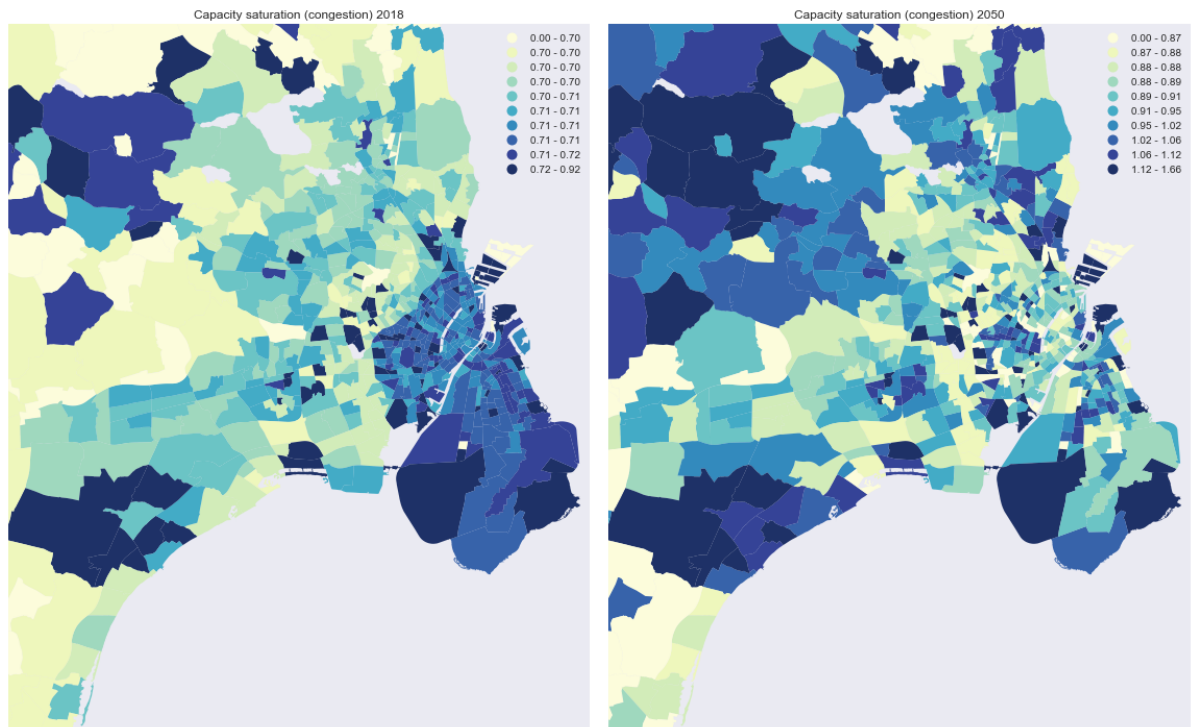 Capacity saturation (congestion) 2018
0.00 - 0.70
0.70 - 0.70
0.70 - 0.70
0.70 - 0.70
0.70 - 0.71
0.71 - 0.71
0.71 - 0.71
0.71 - 0.71
0.71 - 0.72
0.72 - 0.92
Capacity saturation (congestion) 2050
0.00 - 0.87
0.87 - 0.88
0.88 - 0.88
0.88 - 0.89
0.89 - 0.91
0.91 - 0.95
0.95 - 1.02
1.02 - 1.06
1.06 - 1.12
1.12 - 1.66